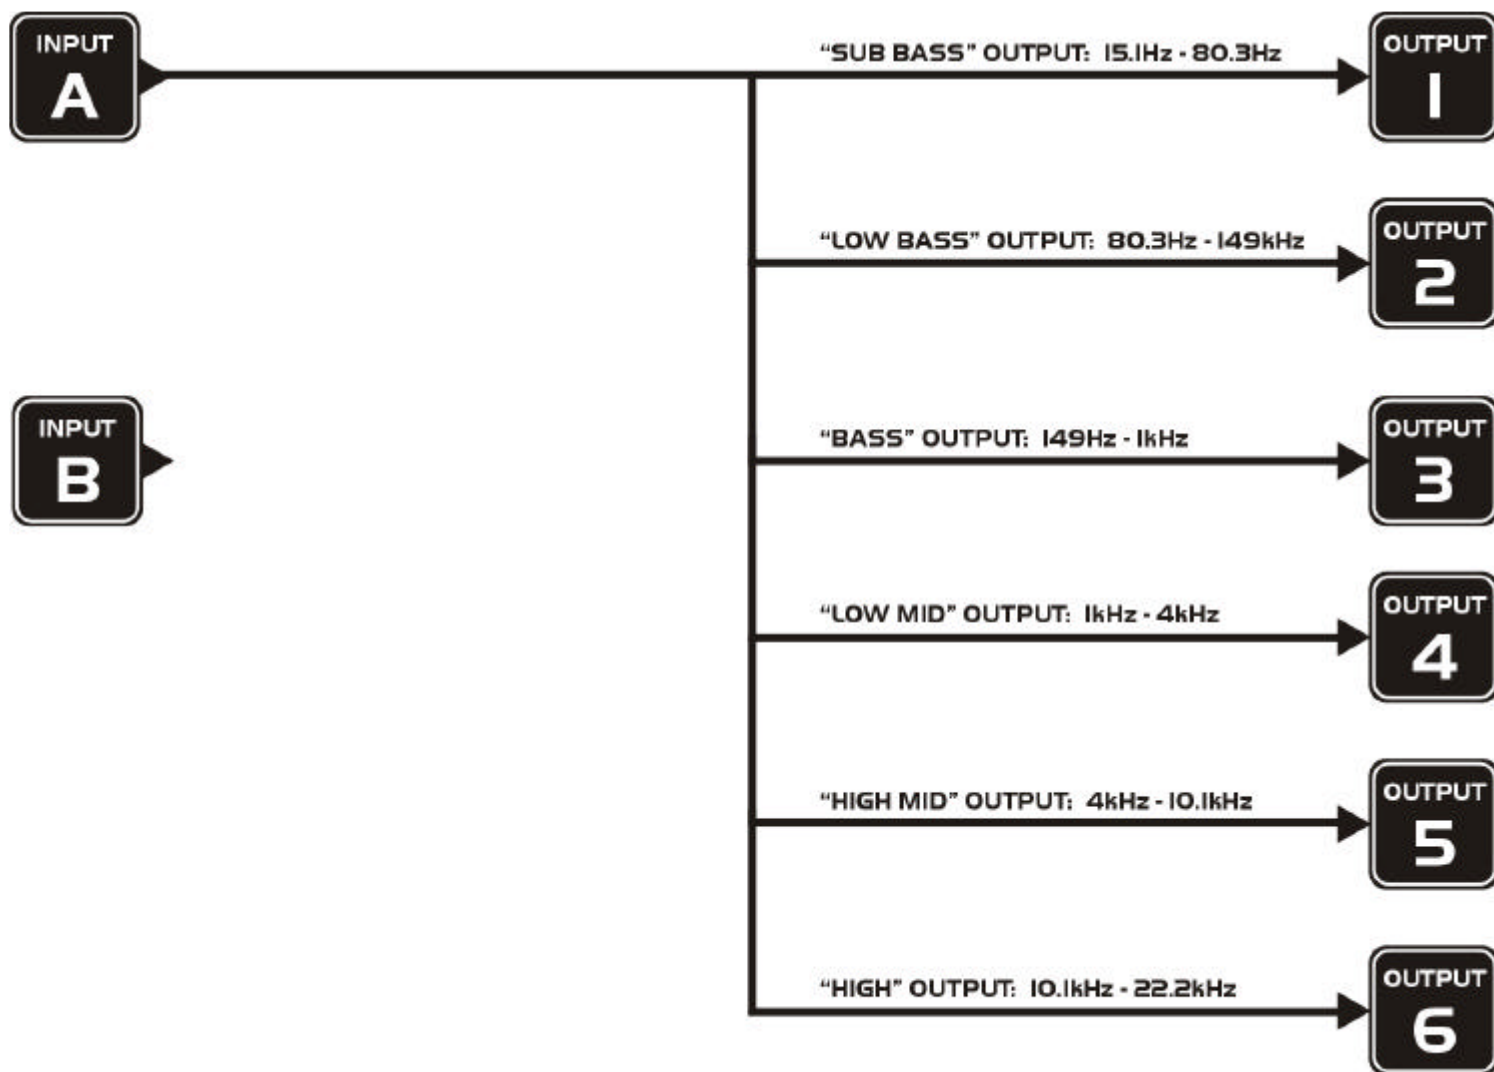 INPUT
A
“SUB BASS” OUTPUT: 15.1Hz - 80.3Hz
OUTPUT
1
“LOW BASS” OUTPUT: 80.3Hz - 149kHz
OUTPUT
2
INPUT
B
“BASS” OUTPUT: 149Hz - 1kHz
OUTPUT
3
“LOW MID” OUTPUT: 1kHz - 4kHz
OUTPUT
4
“HIGH MID” OUTPUT: 4kHz - 10.1kHz
OUTPUT
5
“HIGH” OUTPUT: 10.1kHz - 22.2kHz
OUTPUT
6